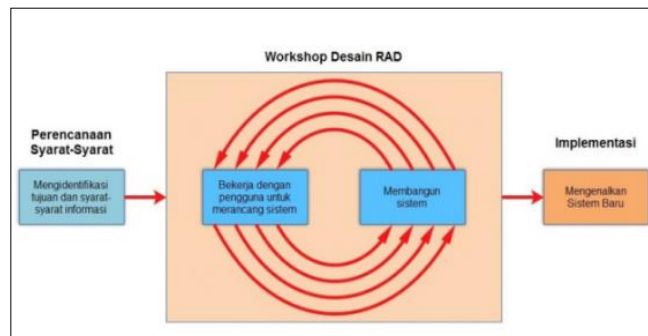 Workshop Desain RAD
Perencanaan
Syarat-Syarat
Mengidentifikasi
tujuan dan syarat-
syarat informasi
Bekerja dengan
pengguna untuk
merancang sistem
Membangun
sistem
Implementasi
Mengenalkan
Sistem Baru